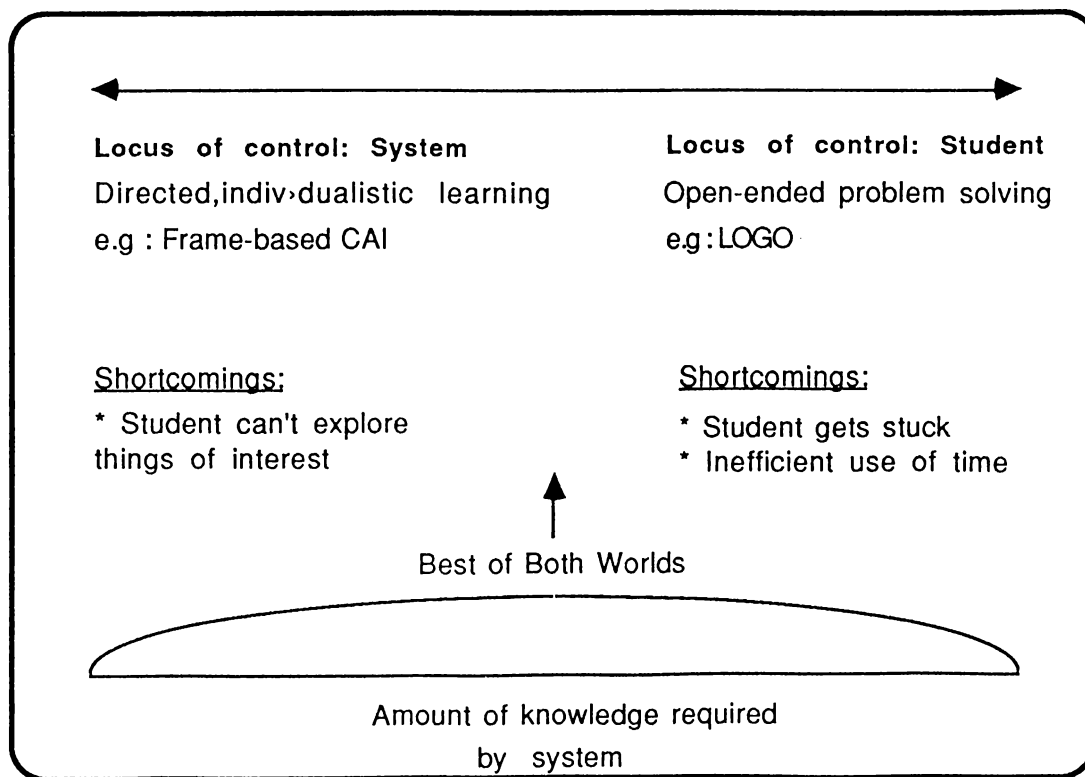 Locus of control: System
Directed,indiv›dualistic learning
e.g : Frame-based CAI
Locus of control: Student
Open-ended problem solving
e.g : LOGO
Shortcomings:
* Student can't explore
things of interest
Shortcomings:
* Student gets stuck
* Inefficient use of time
Best of Both Worlds
Amount of knowledge required
by system